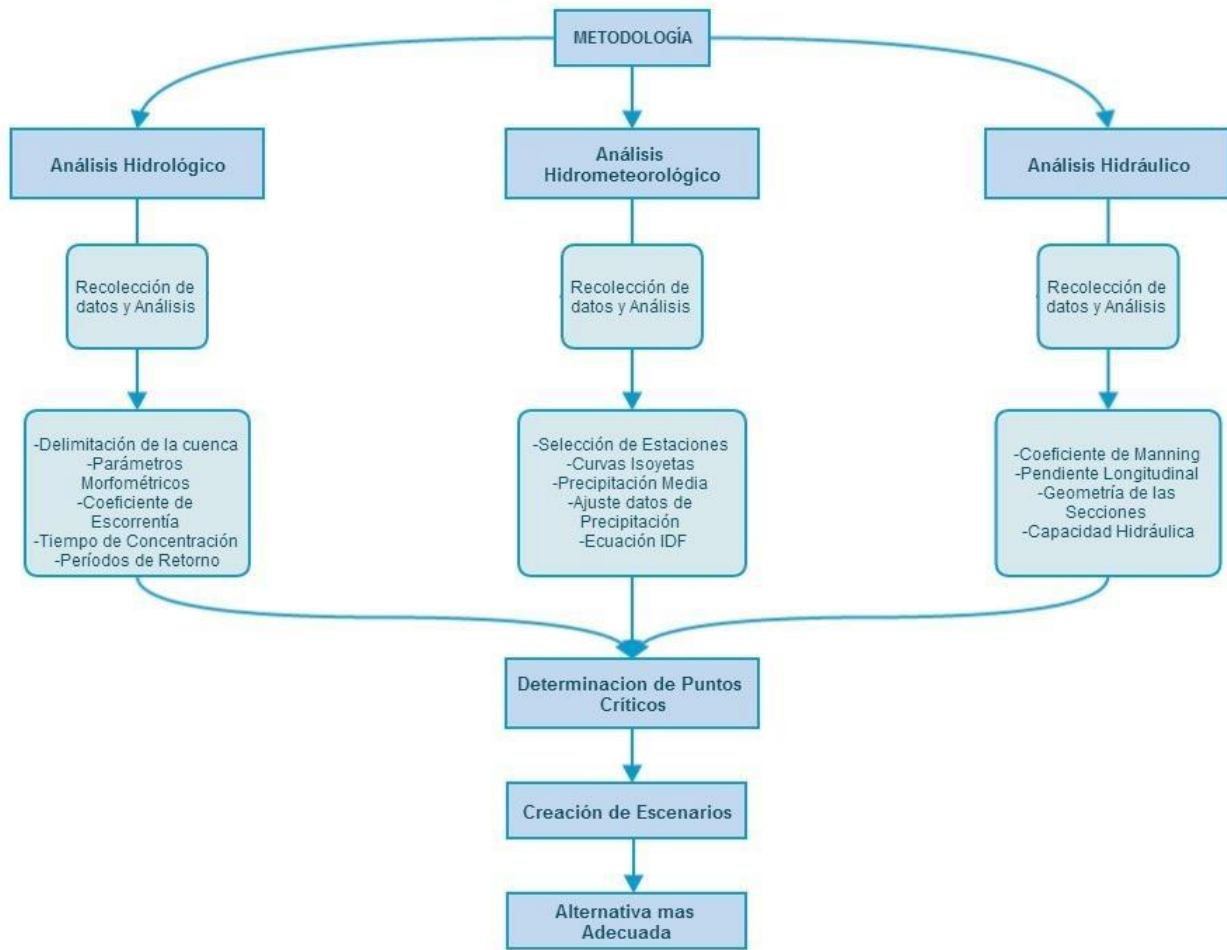 METODOLOGÍA
Análisis Hidrológico
Análisis
Hidrometeorológico
Análisis Hidráulico
Recolección de
datos y Análisis
Recolección de
datos y Análisis
Recolección de
datos y Análisis
-Delimitación de la cuenca
-Parámetros
Morfométricos
-Coeficiente de
Escorrentía
-Tiempo de Concentración
-Períodos de Retorno
-Selección de Estaciones
-Curvas Isoyetas
-Precipitación Media
-Ajuste datos de
Precipitación
-Ecuación IDF
-Coeficiente de Manning
-Pendiente Longitudinal
-Geometría de las
Secciones
-Capacidad Hidráulica
Determinacion de Puntos
Críticos
Creación de Escenarios
Alternativa mas
Adecuada